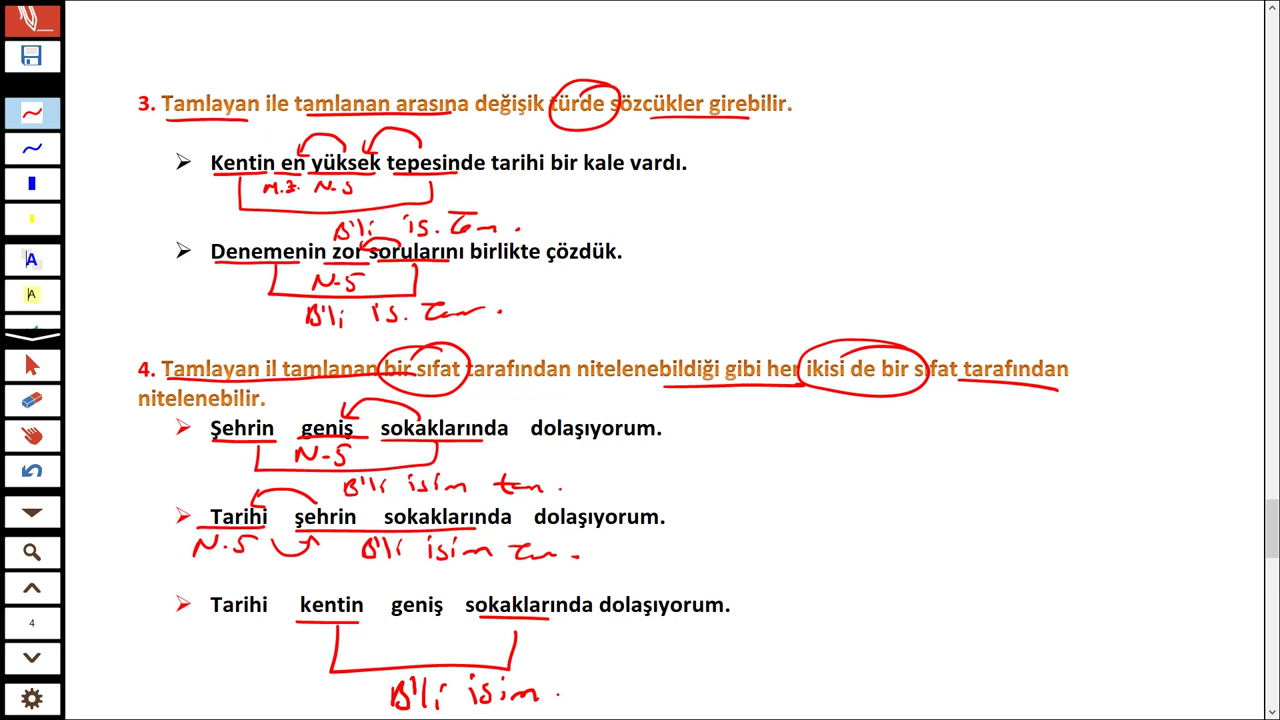 3. Tamlayan ile tamlanan arasına değişik türde sözcükler girebilir.
Kentin en yüksek tepesinde tarihi bir kale vardı.
M.Z. N.S
B'li is. Tam.
Denemenin zor sorularını birlikte çözdük.
N.S
B'li is. Tam.
4. Tamlayan il tamlanan bir sıfat tarafından nitelenebildiği gibi her ikisi de bir sıfat tarafından
nitelenebilir.
Şehrin geniş sokaklarında dolaşıyorum.
N.S
B'li isim tam.
Tarihi şehrin sokaklarında dolaşıyorum.
N.S B'li isim Tam.
Tarihi kentin geniş sokaklarında dolaşıyorum.
4
B'li isim.